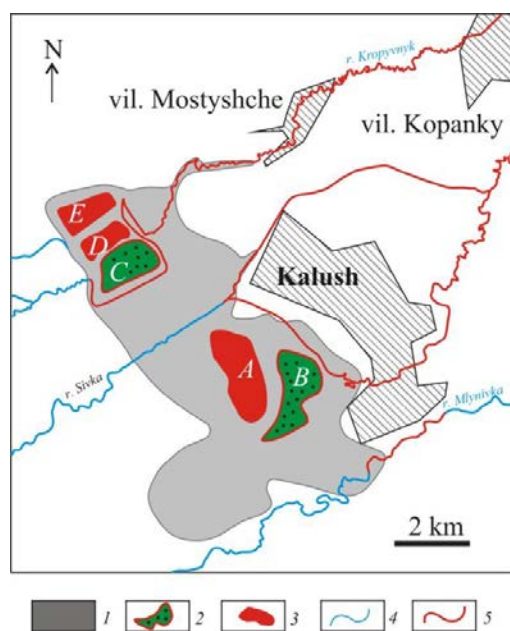 N
r. Kropyvnyk
vil. Mostyshche
vil. Kopanky
E
D
C
Kalush
A
B
r. Sivka
r. Mlynivka
2 km
1 2 3 4 5